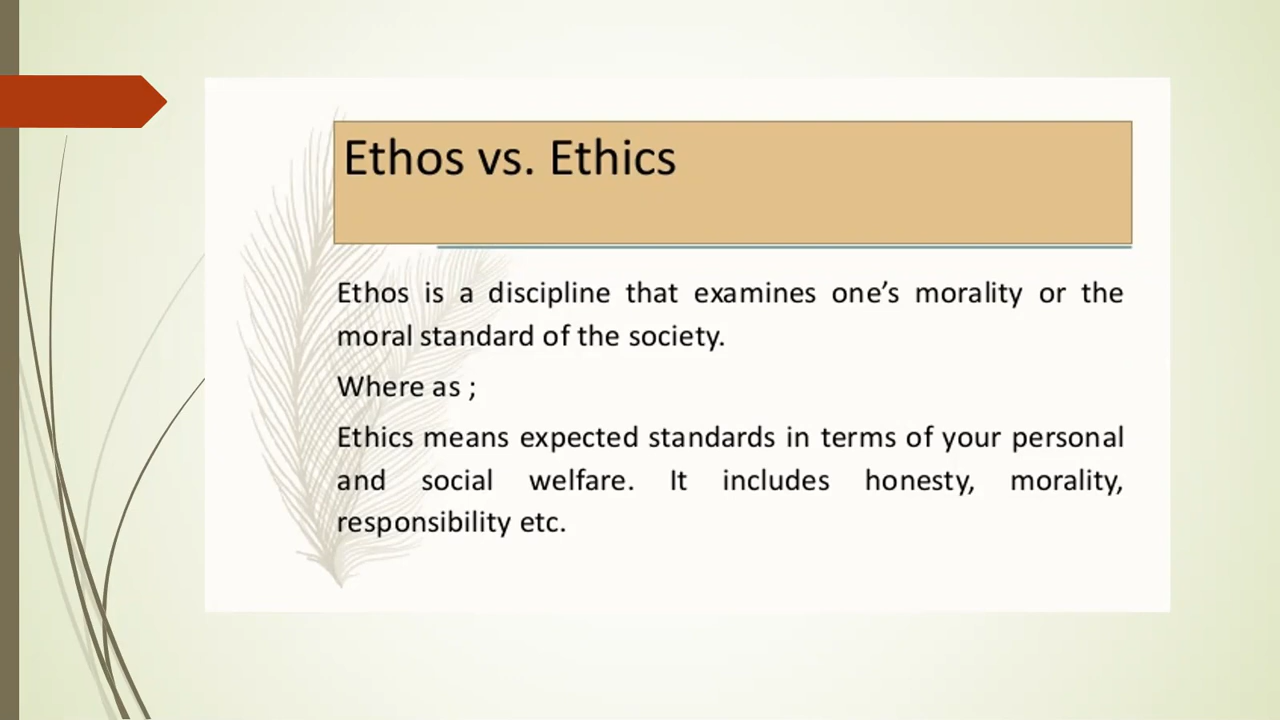 Ethos vs. Ethics
Ethos is a discipline that examines one’s morality or the
moral standard of the society.
Where as ;
Ethics means expected standards in terms of your personal
and social welfare. It includes honesty, morality,
responsibility etc.